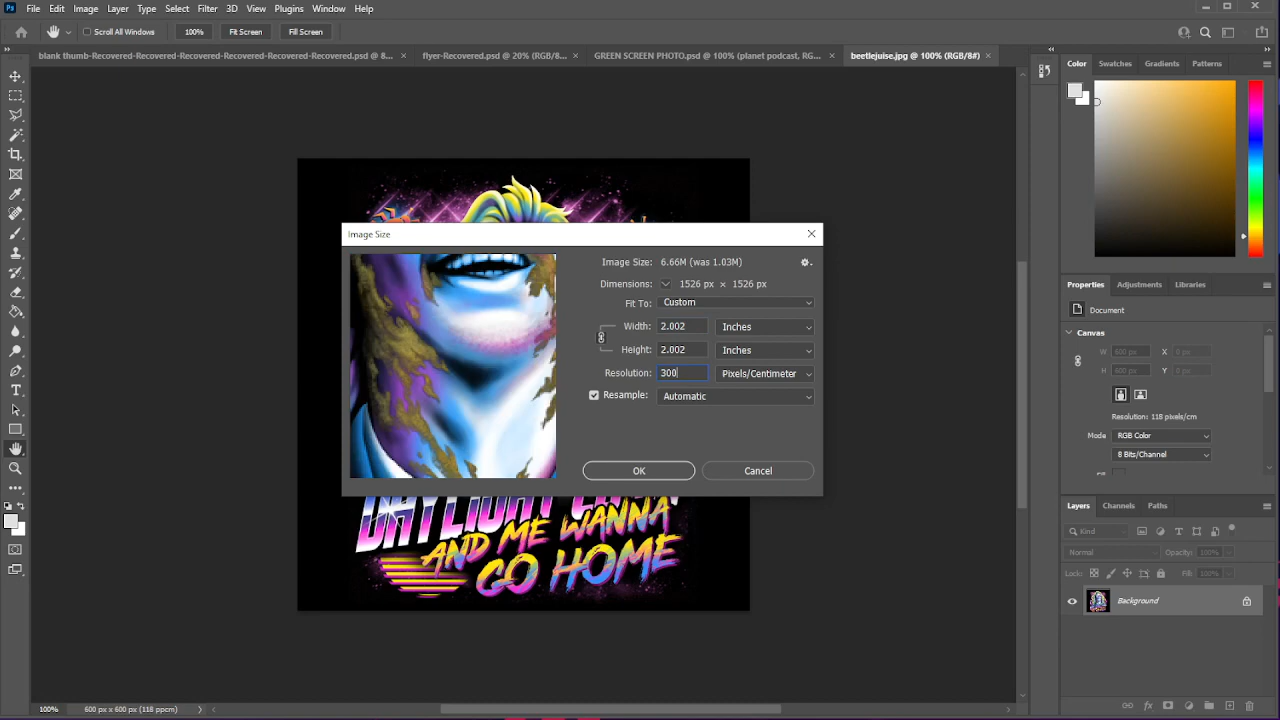 Ps File Edit Image Layer Type Select Filter 3D View Plugins Window Help
Scroll All Windows 100% Fit Screen Fill Screen
blank thumb-Recovered-Recovered-Recovered-Recovered-Recovered-Recovered.psd @ 8... × flyer-Recovered.psd @ 20% (RGB/8... × GREEN SCREEN PHOTO.psd @ 100% (planet podcast, RG... × beetlejuise.jpg @ 100% (RGB/8#) ×
Color Swatches Gradients Patterns
Image Size
Image Size: 6.66M (was 1.03M)
Dimensions: 1526 px × 1526 px
Fit To: Custom
Width: 2.002 Inches
Height: 2.002 Inches
Resolution: 300 Pixels/Centimeter
Resample: Automatic
OK Cancel
AND ME WANNA
GO HOME
Properties Adjustments Libraries
Document
Canvas
W 600 px X 0 px
H 600 px Y 0 px
Resolution: 118 pixels/cm
Mode RGB Color
8 Bits/Channel
Layers Channels Paths
Kind
Normal Opacity: 100%
Lock: Fill: 100%
Background
100% 600 px x 600 px (118 ppcm)